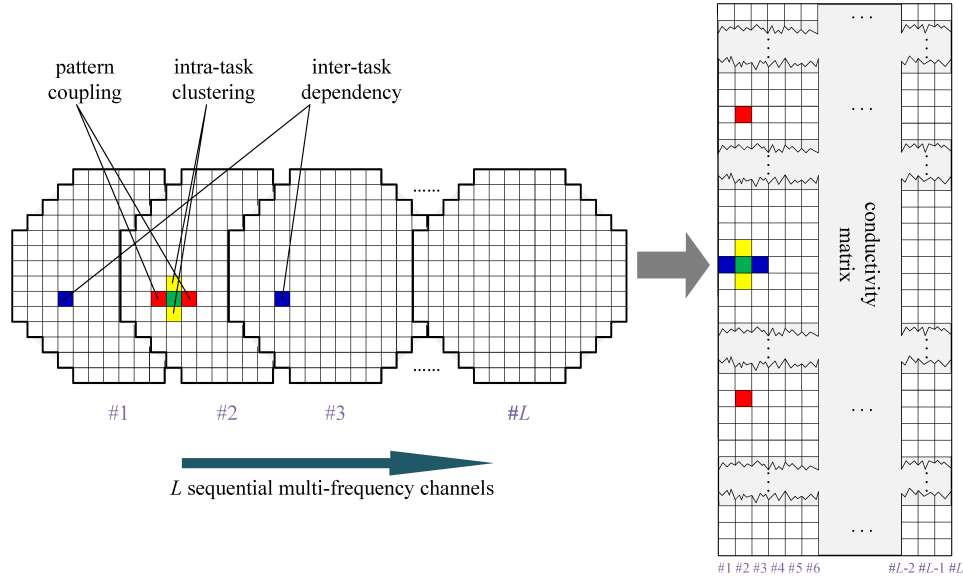 pattern
coupling
intra-task
clustering
inter-task
dependency
......
......
#1
#2
#3
#L
L sequential multi-frequency channels
. . .
. . .
conductivity
matrix
. . .
. . .
#1 #2 #3 #4 #5 #6
#L-2 #L-1 #L